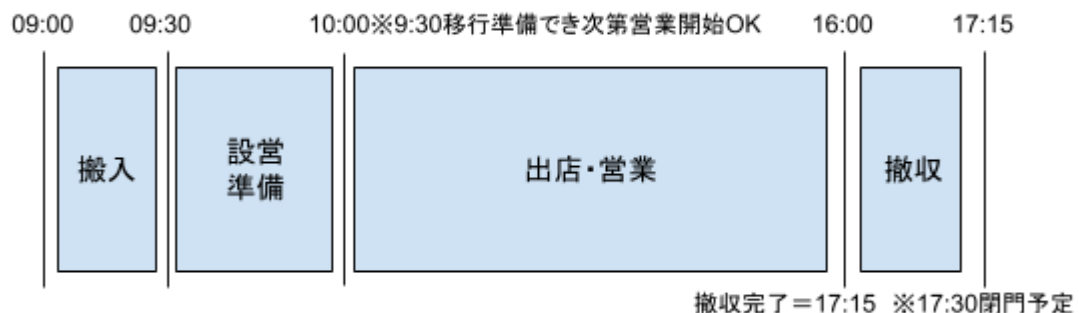 09:00 09:30 10:00※9:30移行準備でき次第営業開始OK 16:00 17:15
搬入
設営
準備
出店・営業
撤収
撤収完了＝17:15 ※17:30閉門予定